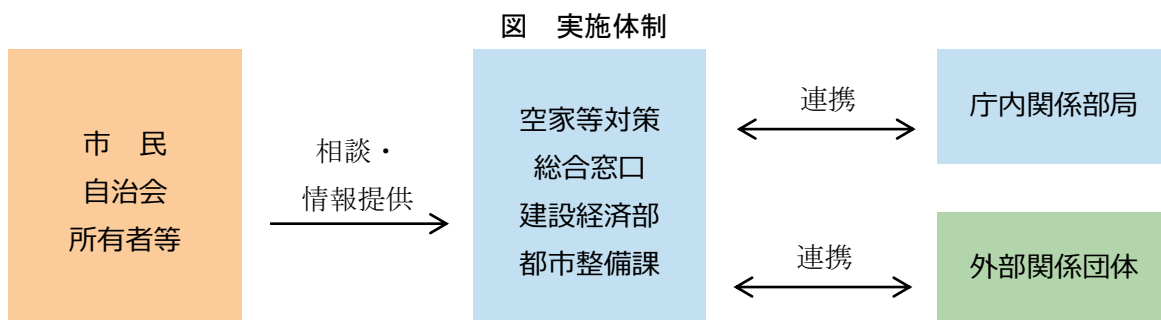 図　実施体制
市　民
自治会
所有者等
相談・
情報提供
空家等対策
総合窓口
建設経済部
都市整備課
連携
庁内関係部局
連携
外部関係団体